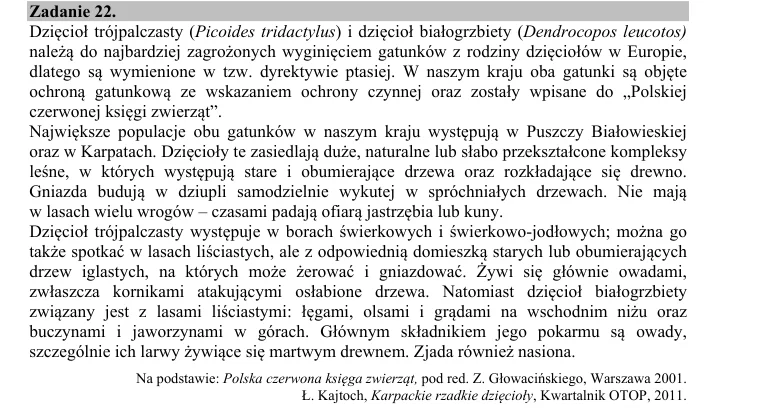 Zadanie 22.
Dzięcioł trójpalczasty (Picoides tridactylus) i dzięcioł białogrzbiety (Dendrocopos leucotos)
należą do najbardziej zagrożonych wyginięciem gatunków z rodziny dzięciołów w Europie,
dlatego są wymienione w tzw. dyrektywie ptasiej. W naszym kraju oba gatunki są objęte
ochroną gatunkową ze wskazaniem ochrony czynnej oraz zostały wpisane do „Polskiej
czerwonej księgi zwierząt”.
Największe populacje obu gatunków w naszym kraju występują w Puszczy Białowieskiej
oraz w Karpatach. Dzięcioły te zasiedlają duże, naturalne lub słabo przekształcone kompleksy
leśne, w których występują stare i obumierające drzewa oraz rozkładające się drewno.
Gniazda budują w dziupli samodzielnie wykutej w spróchniałych drzewach. Nie mają
w lasach wielu wrogów – czasami padają ofiarą jastrzębia lub kuny.
Dzięcioł trójpalczasty występuje w borach świerkowych i świerkowo-jodłowych; można go
także spotkać w lasach liściastych, ale z odpowiednią domieszką starych lub obumierających
drzew iglastych, na których może żerować i gniazdować. Żywi się głównie owadami,
zwłaszcza kornikami atakującymi osłabione drzewa. Natomiast dzięcioł białogrzbiety
związany jest z lasami liściastymi: łęgami, olsami i grądami na wschodnim niżu oraz
buczynami i jaworzynami w górach. Głównym składnikiem jego pokarmu są owady,
szczególnie ich larwy żywiące się martwym drewnem. Zjada również nasiona.
Na podstawie: Polska czerwona księga zwierząt, pod red. Z. Głowacińskiego, Warszawa 2001.
Ł. Kajtoch, Karpackie rzadkie dzięcioły, Kwartalnik OTOP, 2011.